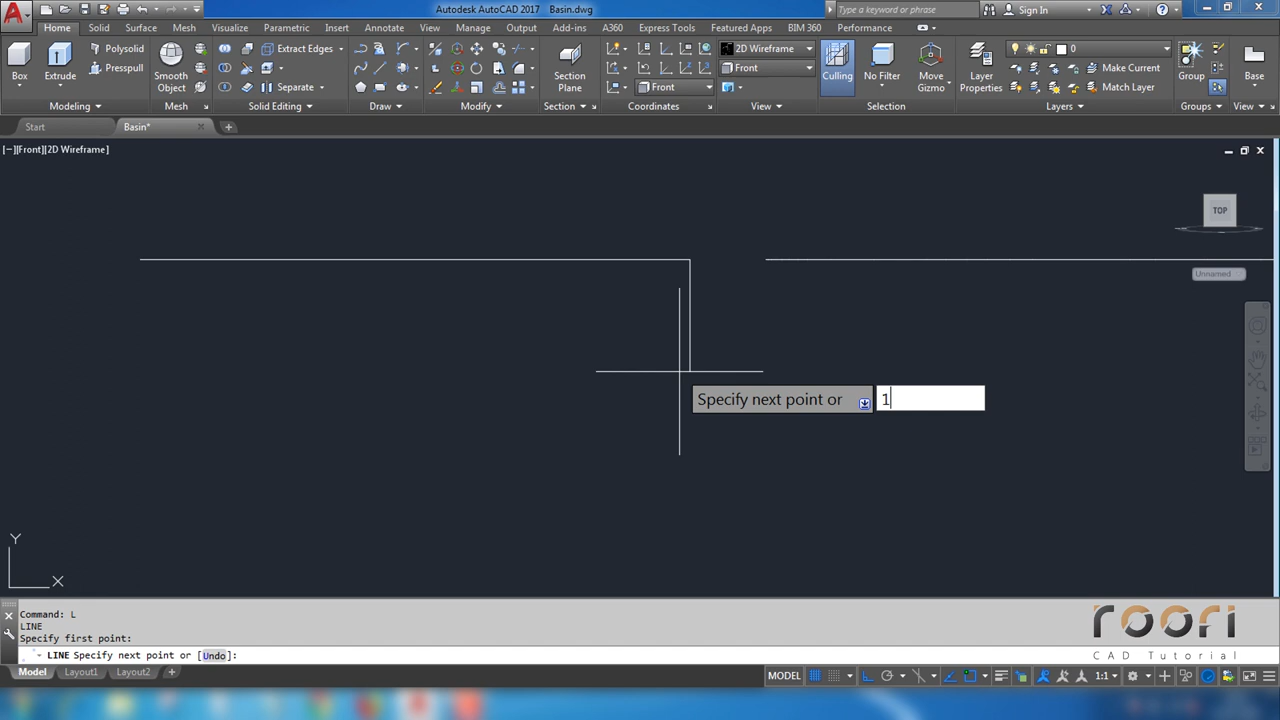 Autodesk AutoCAD 2017 Basin.dwg
Type a keyword or phrase
Sign In
Home Solid Surface Mesh Visualize Parametric Insert Annotate View Manage Output Add-ins A360 Express Tools Featured Apps BIM 360 Performance
Box
Extrude
Polysolid
Presspull
Smooth Object
Extract Edges
Separate
Section Plane
Front
2D Wireframe
Front
Culling
No Filter
Move Gizmo
Layer Properties
0
Make Current
Match Layer
Group
Base
Modeling Mesh Solid Editing Draw Modify Section Coordinates View Selection Layers Groups View
Start Basin*
[−][Front][2D Wireframe]
TOP
Unnamed
Specify next point or 1
Y
X
Command: L
LINE
Specify first point:
LINE Specify next point or [Undo]:
roori
CAD Tutorial
Model Layout1 Layout2
MODEL 1:1